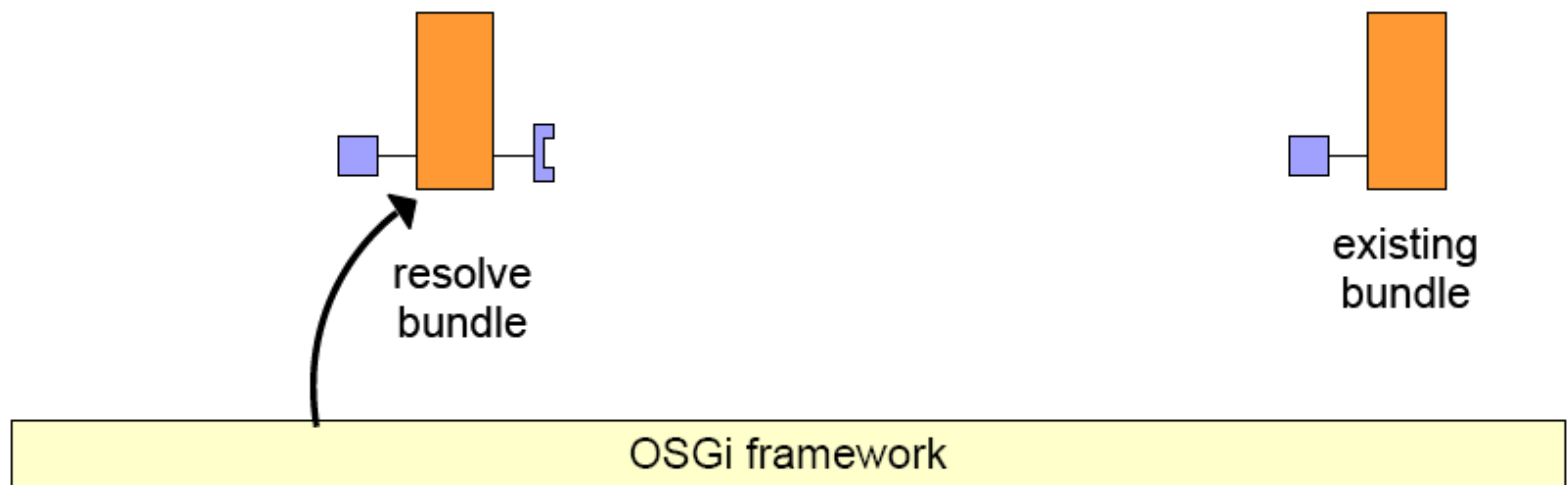 resolve
bundle
existing
bundle
OSGi framework